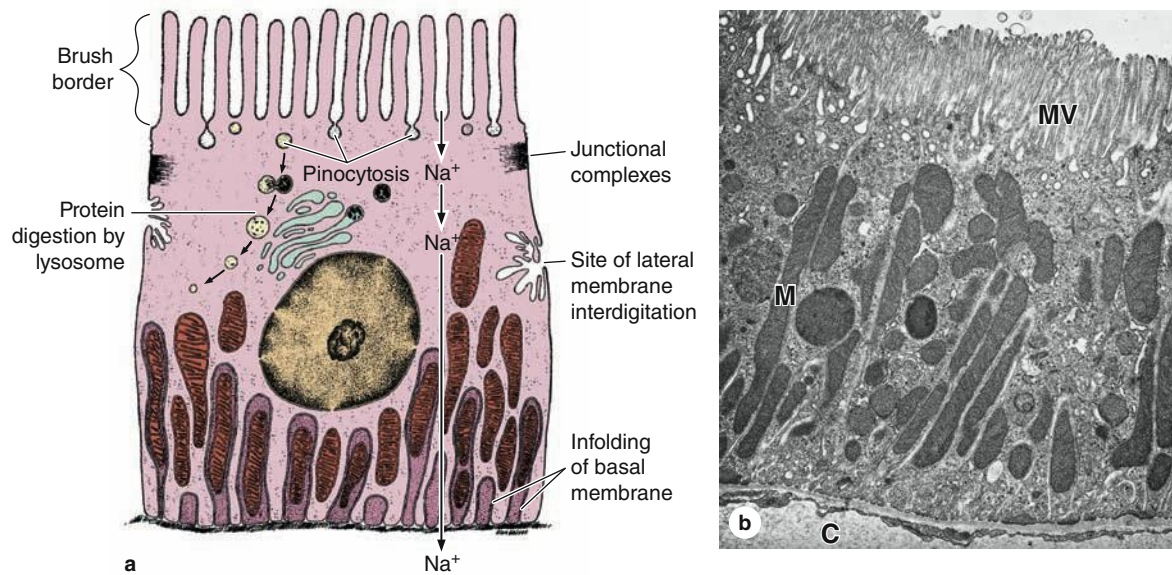 Brush
border
Pinocytosis
Na+
Junctional
complexes
Protein
digestion by
lysosome
Na+
Site of lateral
membrane
interdigitation
Infolding
of basal
membrane
a
Na+
MV
M
b
C